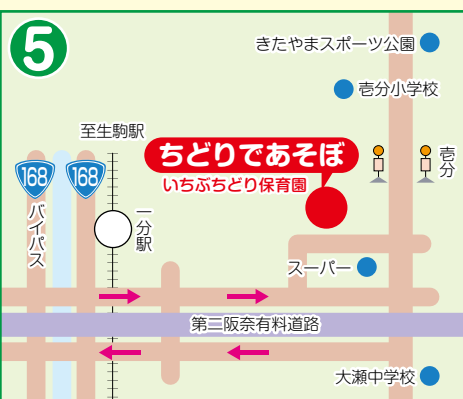 5
きたやまスポーツ公園
壱分小学校
至生駒駅
ちどりであそぼ
いちぶちどり保育園
壱分
168
168
バイパス
一分駅
スーパー
第二阪奈有料道路
大瀬中学校